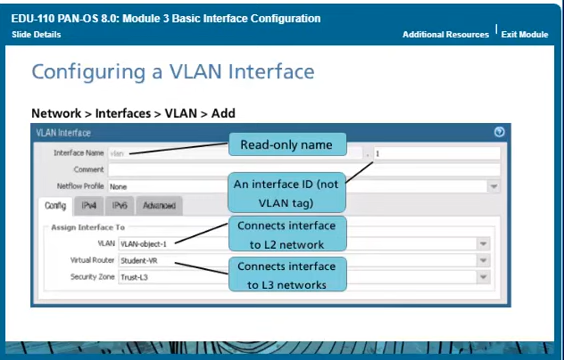 EDU-110 PAN-OS 8.0: Module 3 Basic Interface Configuration
Slide Details
Additional Resources
Exit Module
Configuring a VLAN Interface
Network > Interfaces > VLAN > Add
VLAN Interface
Interface Name vlan . 1
Read-only name
Comment
Netflow Profile None
An interface ID (not
VLAN tag)
Config IPv4 IPv6 Advanced
Assign Interface To
VLAN VLAN-object-1
Connects interface
to L2 network
Virtual Router Student-VR
Security Zone Trust-L3
Connects interface
to L3 networks